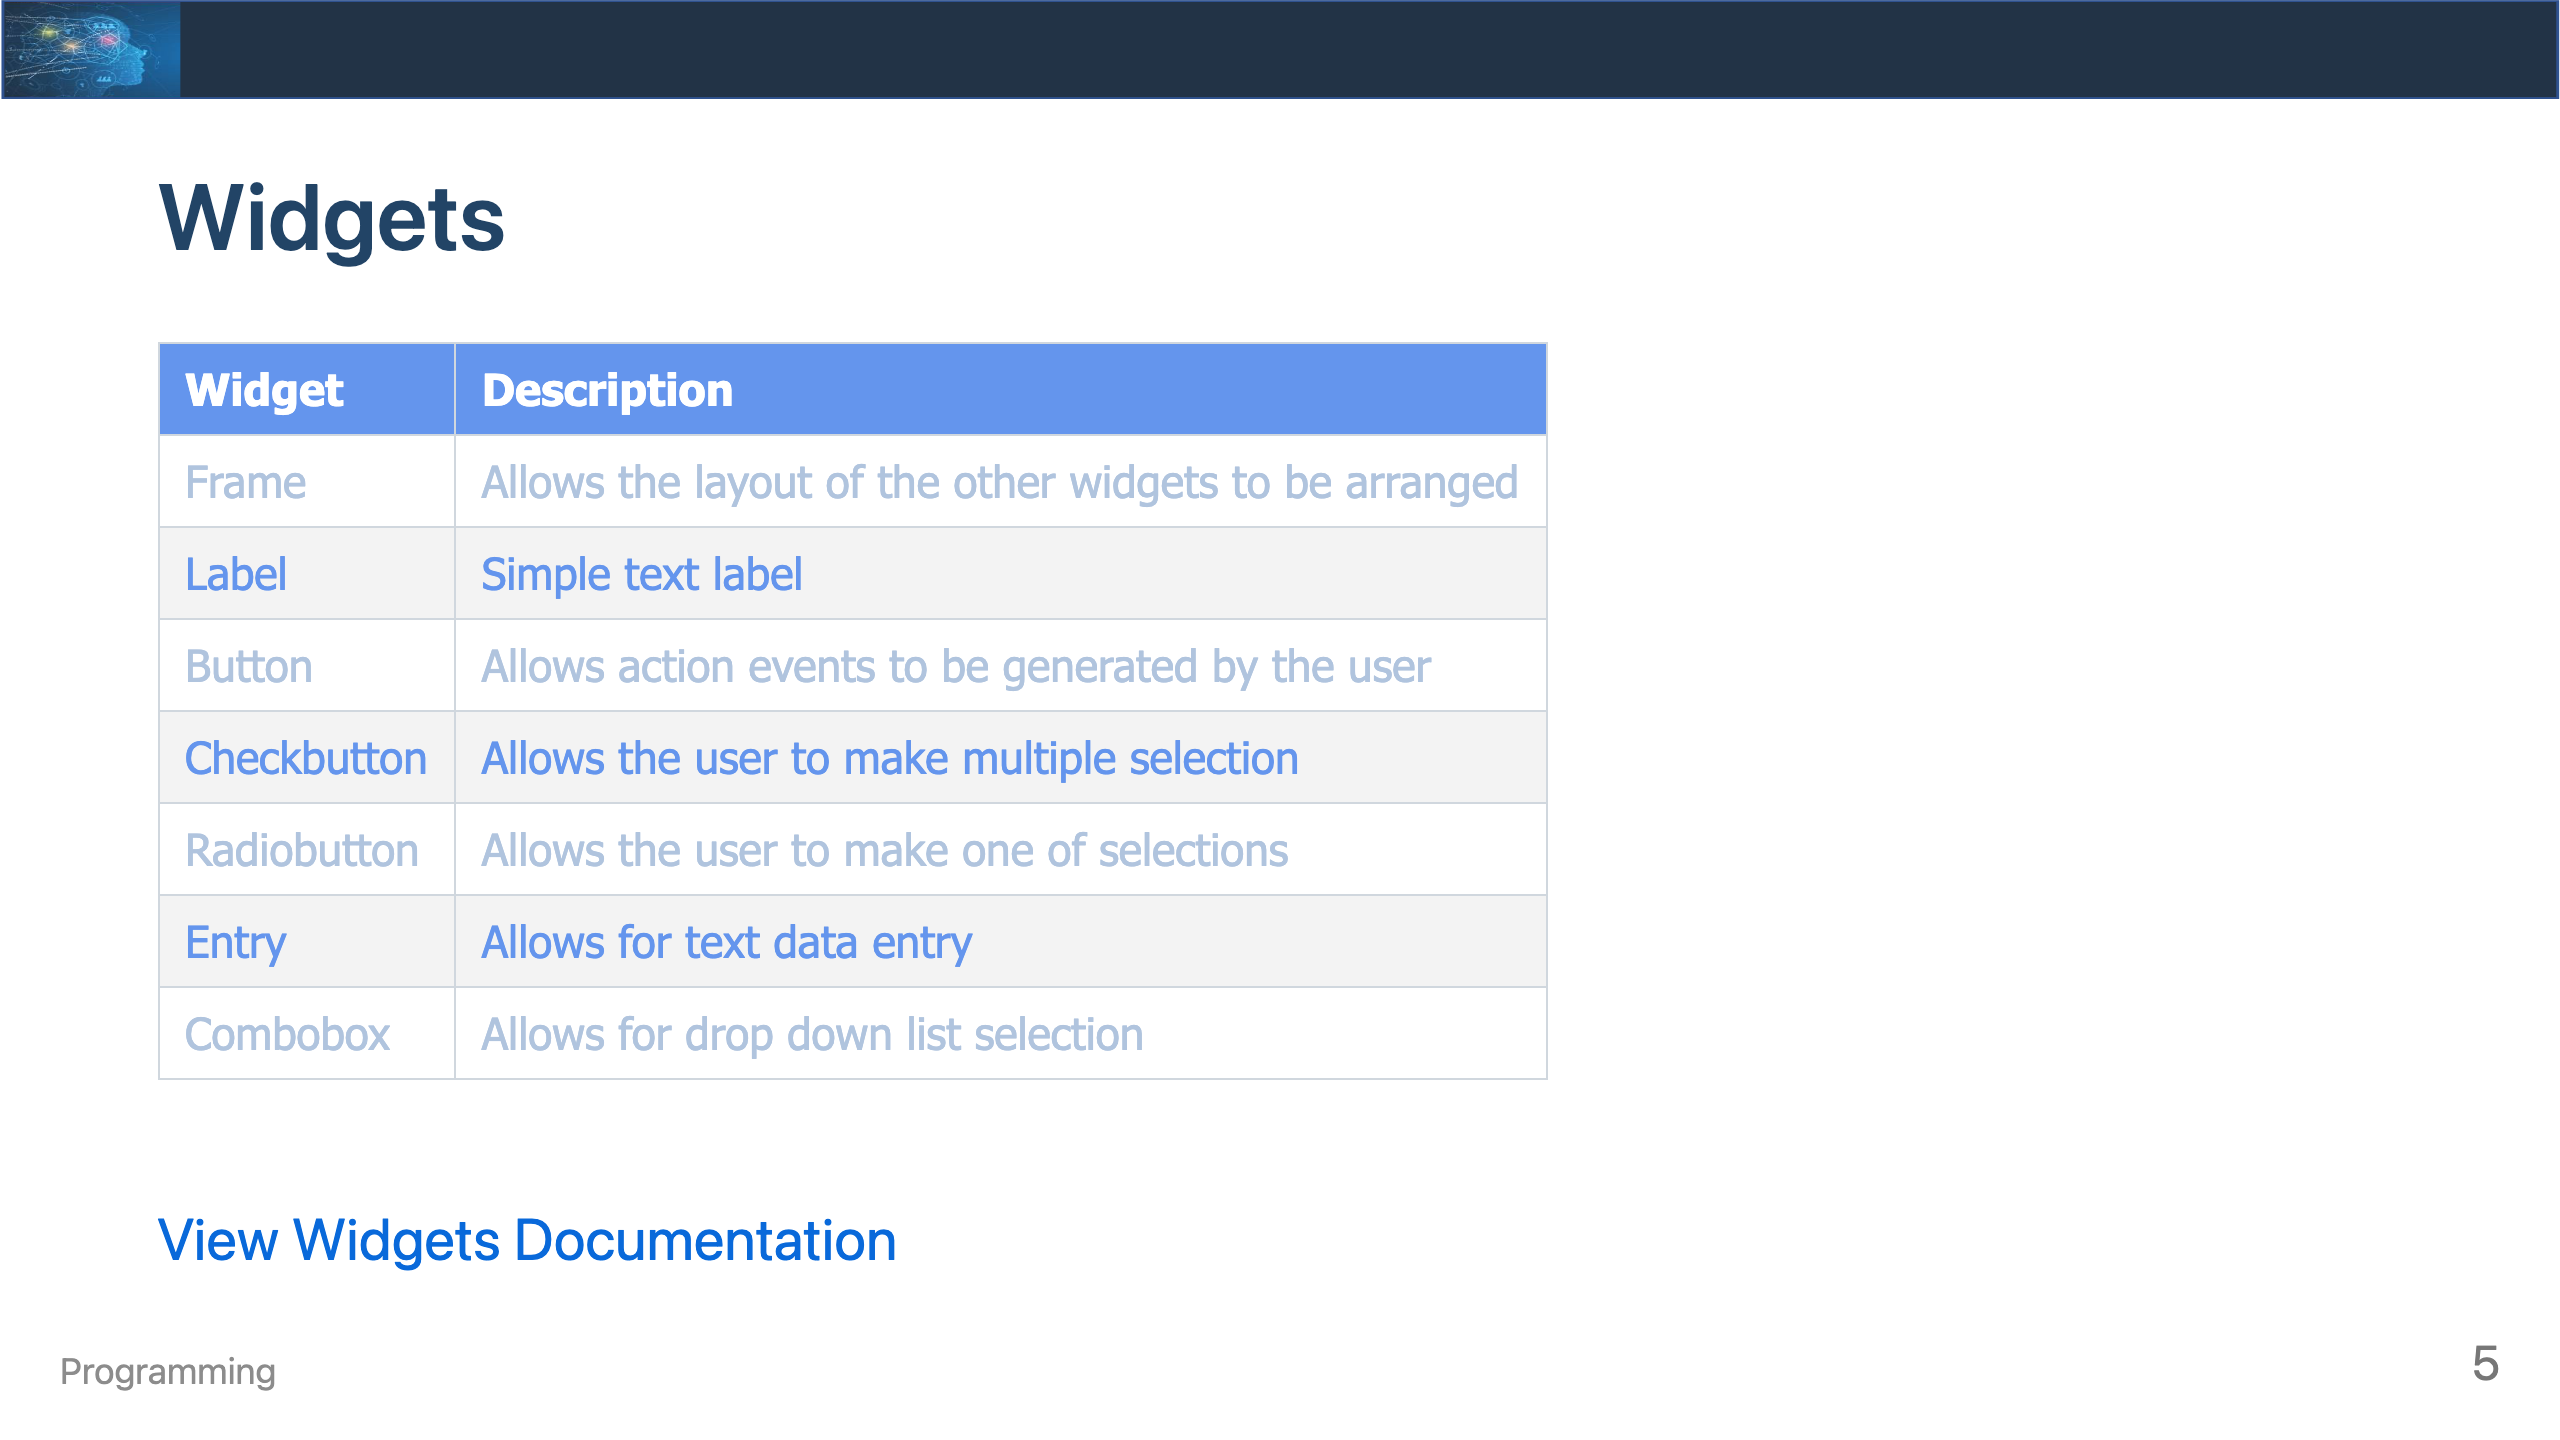 Widgets
Widget Description
Frame Allows the layout of the other widgets to be arranged
Label Simple text label
Button Allows action events to be generated by the user
Checkbutton Allows the user to make multiple selection
Radiobutton Allows the user to make one of selections
Entry Allows for text data entry
Combobox Allows for drop down list selection
View Widgets Documentation
Programming
5